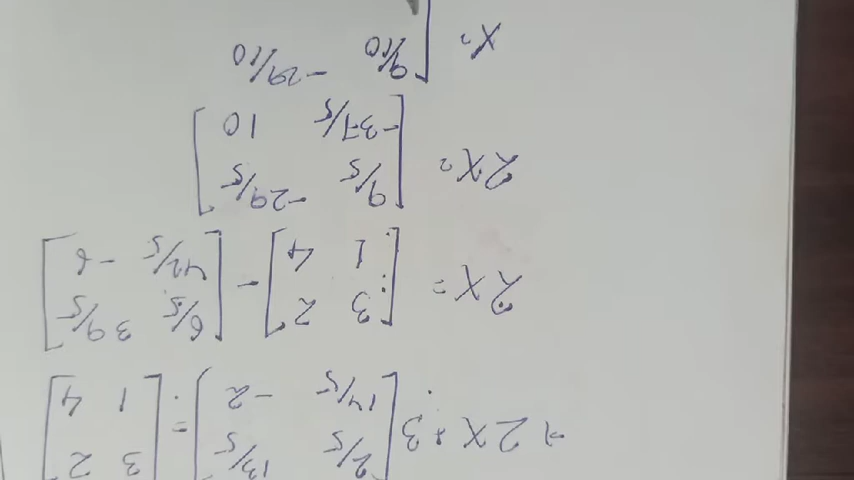 2/5 13/5 3 2
→ 2X + 3 [ ] = [ ]
14/5 -2 1 4
3 2 6/5 39/5
2X = [ ] - [ ]
1 4 42/5 -6
9/5 -29/5
2X = [ ]
-37/5 10
X = [ 9/10 -29/10